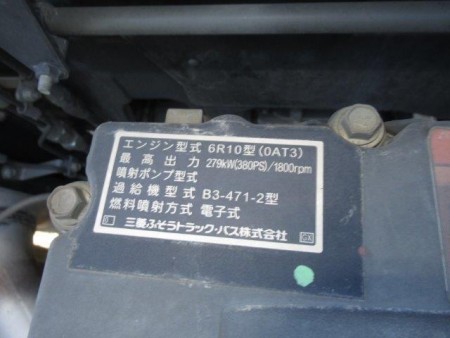 エンジン型式 6R10型(0AT3)
最高出力 279kW(380PS)/1800rpm
噴射ポンプ型式
過給機型式 B3-471-2型
燃料噴射方式 電子式
三菱ふそうトラック・バス株式会社